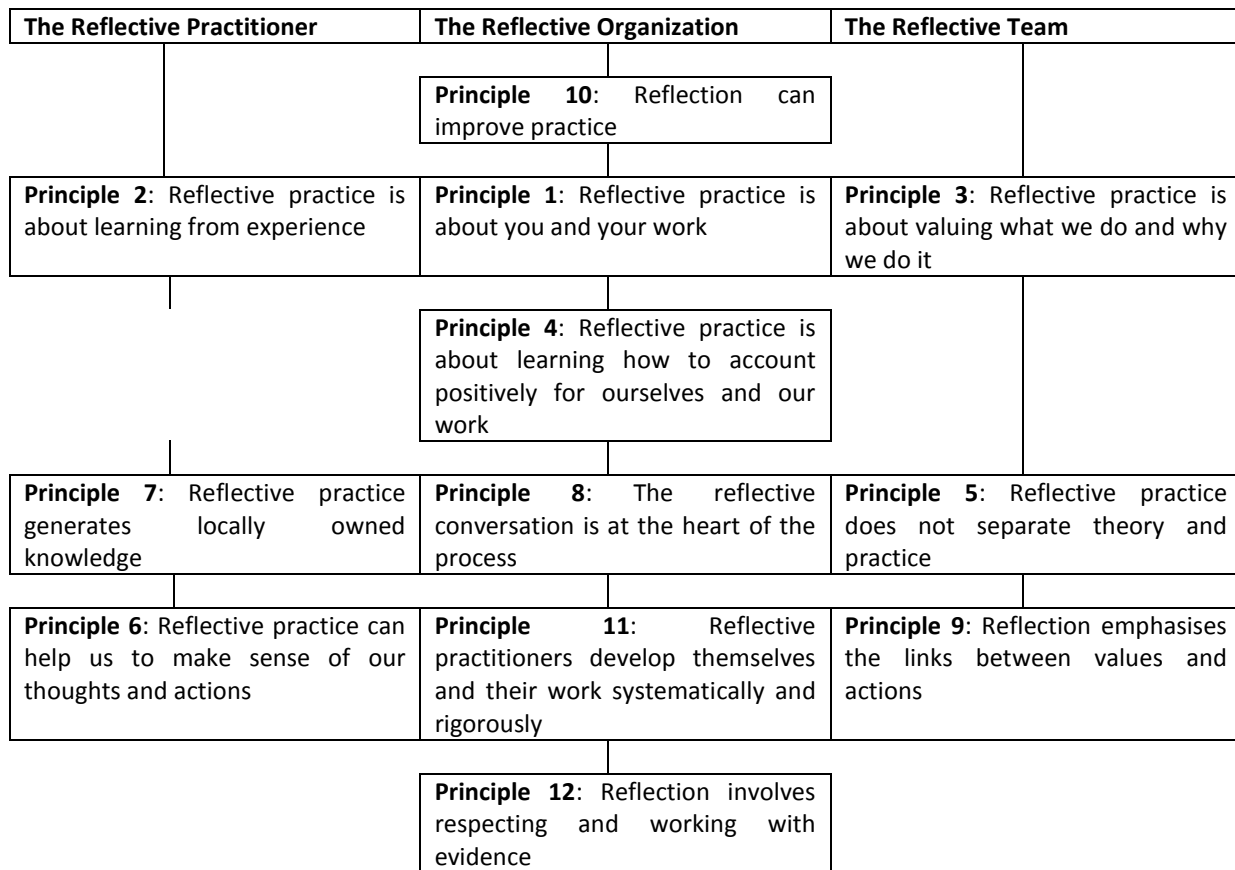 The Reflective Practitioner
The Reflective Organization
The Reflective Team
Principle 10: Reflection can
improve practice
Principle 2: Reflective practice is
about learning from experience
Principle 1: Reflective practice is
about you and your work
Principle 3: Reflective practice is
about valuing what we do and why
we do it
Principle 4: Reflective practice is
about learning how to account
positively for ourselves and our
work
Principle 7: Reflective practice
generates locally owned
knowledge
Principle 8: The reflective
conversation is at the heart of the
process
Principle 5: Reflective practice
does not separate theory and
practice
Principle 6: Reflective practice can
help us to make sense of our
thoughts and actions
Principle 11: Reflective
practitioners develop themselves
and their work systematically and
rigorously
Principle 9: Reflection emphasises
the links between values and
actions
Principle 12: Reflection involves
respecting and working with
evidence